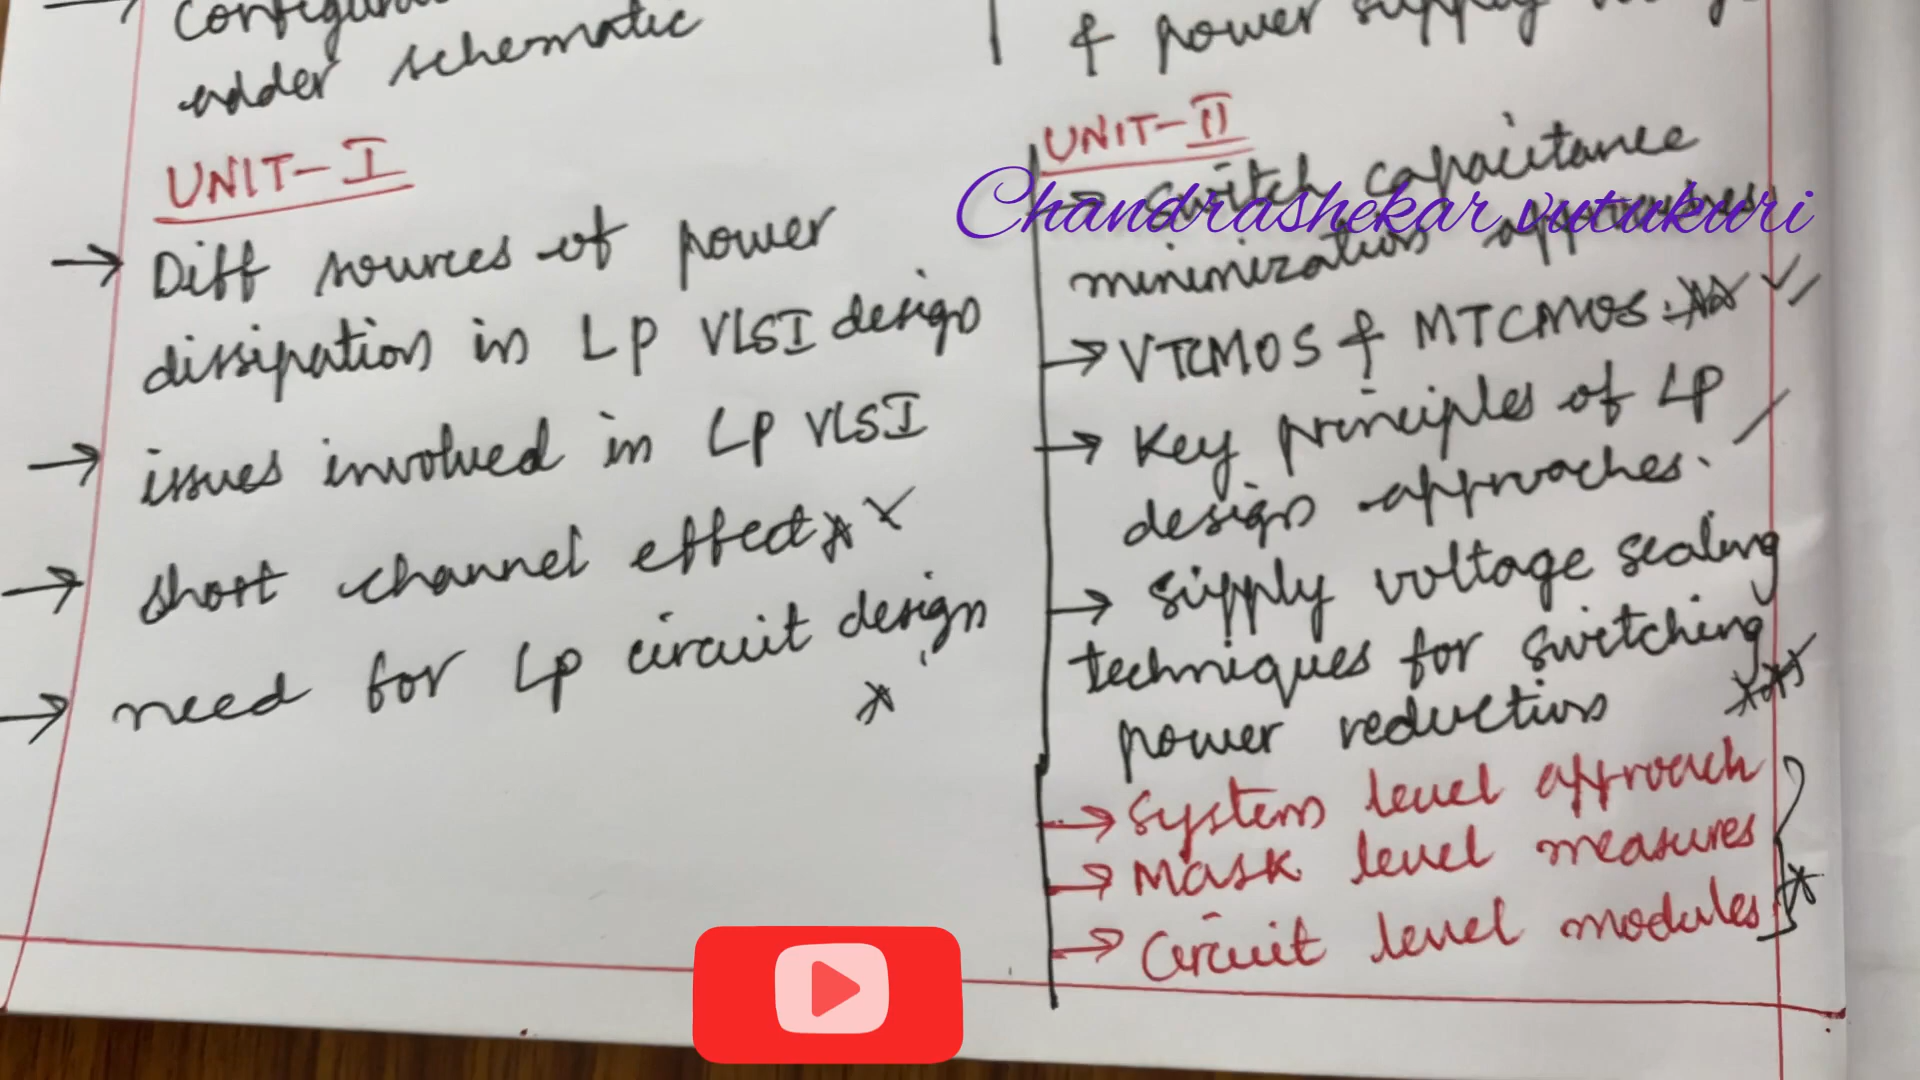 adder schematic
UNIT-I
→ Diff sources of power
dissipation in LP VLSI design
→ issues involved in LP VLSI
→ short channel effect
→ need for LP circuit design
& power supply
UNIT-II
→ Switch capacitance
minimization approaches
→ VTCMOS & MTCMOS.
→ Key principles of LP
design approaches.
→ Supply voltage scaling
techniques for switching
power reduction
→ System level approach
→ Mask level measures
→ Circuit level modules
Chandrashekar vutukuri